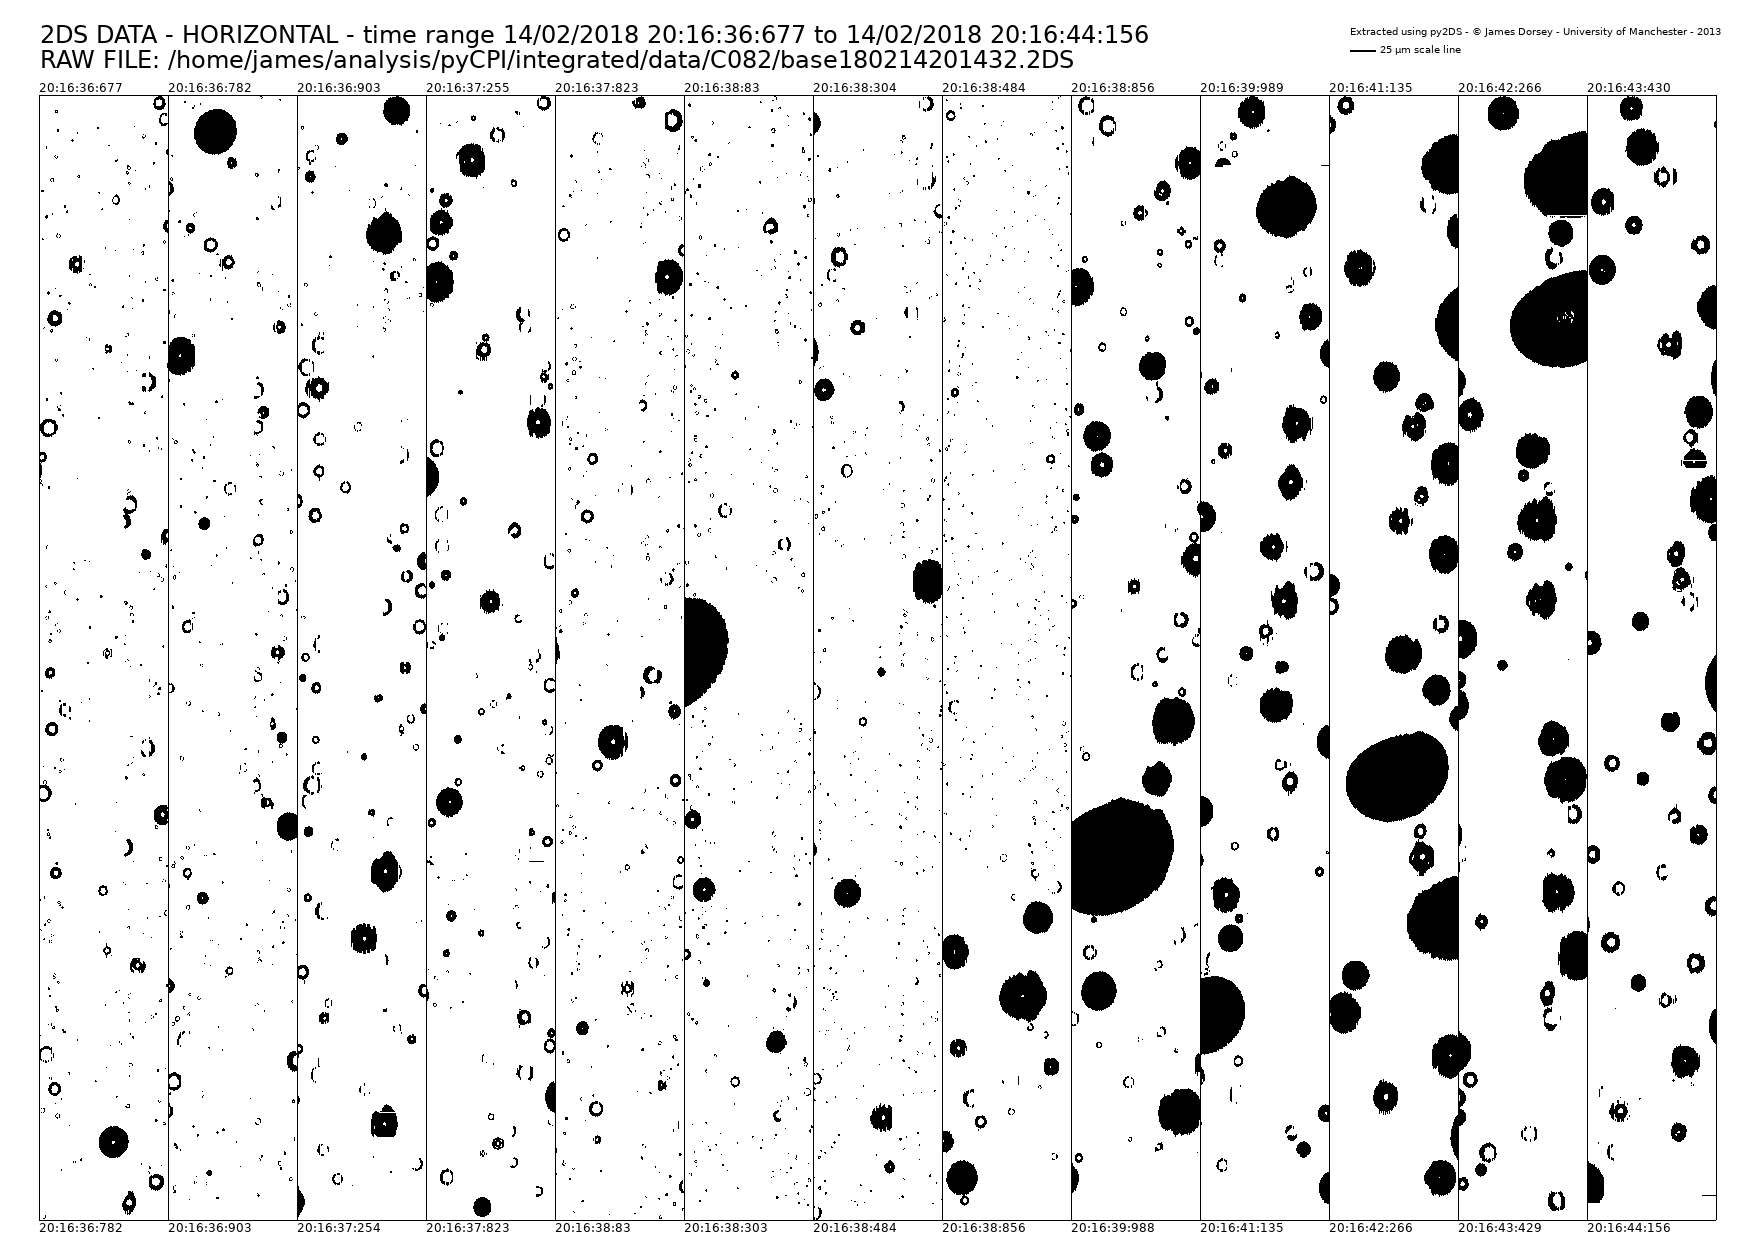 2DS DATA - HORIZONTAL - time range 14/02/2018 20:16:36:677 to 14/02/2018 20:16:44:156
RAW FILE: /home/james/analysis/pyCPI/integrated/data/C082/base180214201432.2DS
Extracted using py2DS - © James Dorsey - University of Manchester - 2013
25 µm scale line
20:16:36:677 20:16:36:782 20:16:36:903 20:16:37:255 20:16:37:823 20:16:38:83 20:16:38:304 20:16:38:484 20:16:38:856 20:16:39:989 20:16:41:135 20:16:42:266 20:16:43:430
20:16:36:782 20:16:36:903 20:16:37:254 20:16:37:823 20:16:38:83 20:16:38:303 20:16:38:484 20:16:38:856 20:16:39:988 20:16:41:135 20:16:42:266 20:16:43:429 20:16:44:156